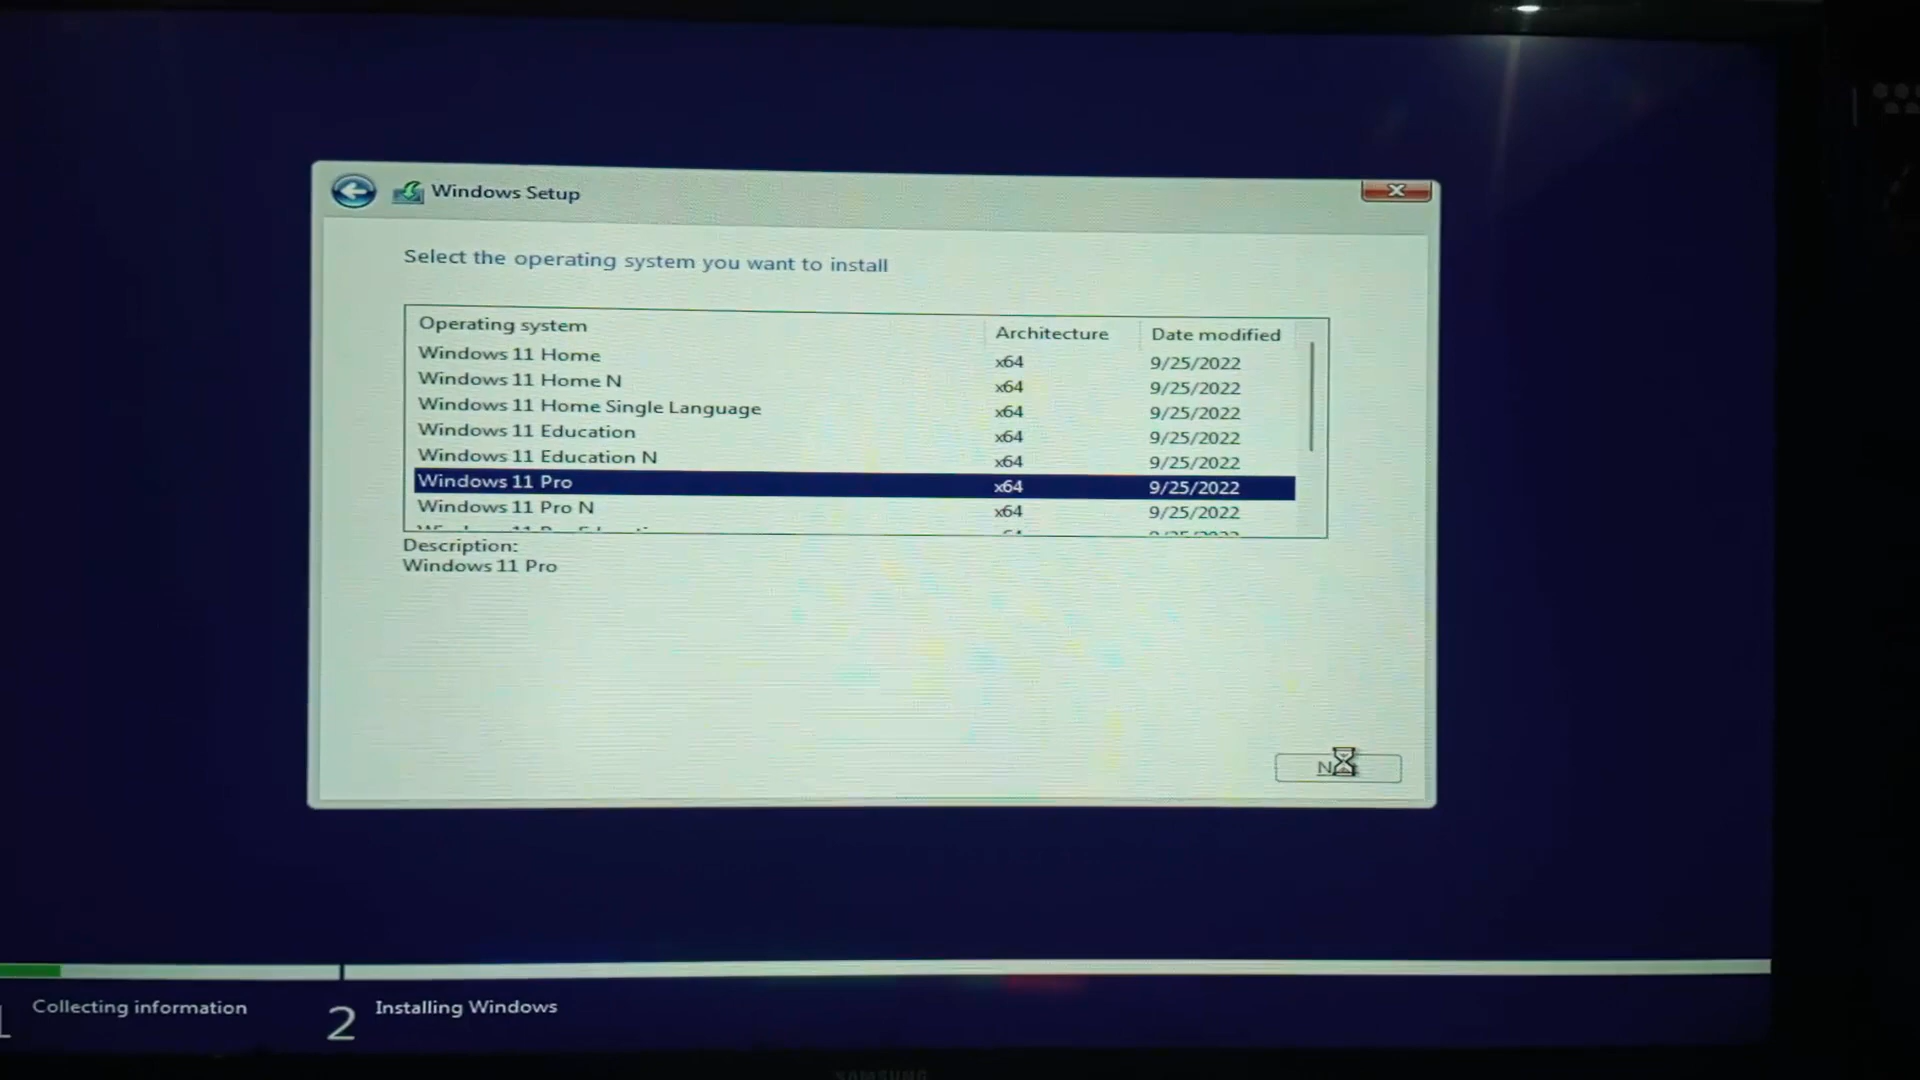 Windows Setup
Select the operating system you want to install
Operating system Architecture Date modified
Windows 11 Home x64 9/25/2022
Windows 11 Home N x64 9/25/2022
Windows 11 Home Single Language x64 9/25/2022
Windows 11 Education x64 9/25/2022
Windows 11 Education N x64 9/25/2022
Windows 11 Pro x64 9/25/2022
Windows 11 Pro N x64 9/25/2022
Description:
Windows 11 Pro
Collecting information
2 Installing Windows
SAMSUNG